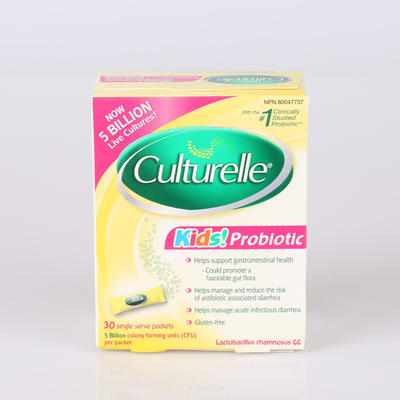 Culturelle
NPN 80047737
NOW
5 BILLION
Live Cultures!
With the
#1 Clinically
Studied
Probiotic
Culturelle®
Kids! Probiotic
Helps support gastrointestinal health
- Could promote a
favorable gut flora
Helps manage and reduce the risk
of antibiotic associated diarrhea
Helps manage acute infectious diarrhea
Gluten-free
Culturelle
30 single serve packets
5 Billion colony forming units (CFU)
per packet
Lactobacillus rhamnosus GG